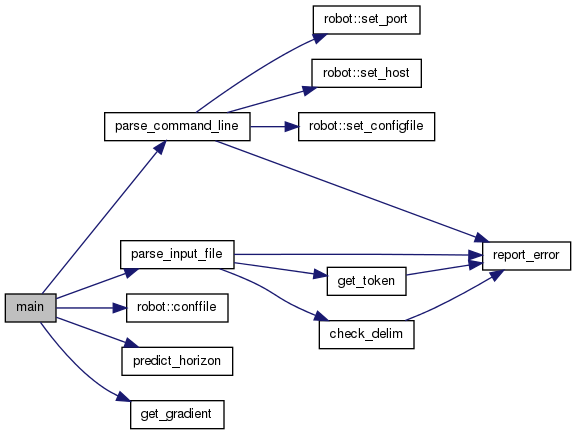 robot::set_port
robot::set_host
parse_command_line
robot::set_configfile
parse_input_file
report_error
get_token
main
robot::conffile
check_delim
predict_horizon
get_gradient